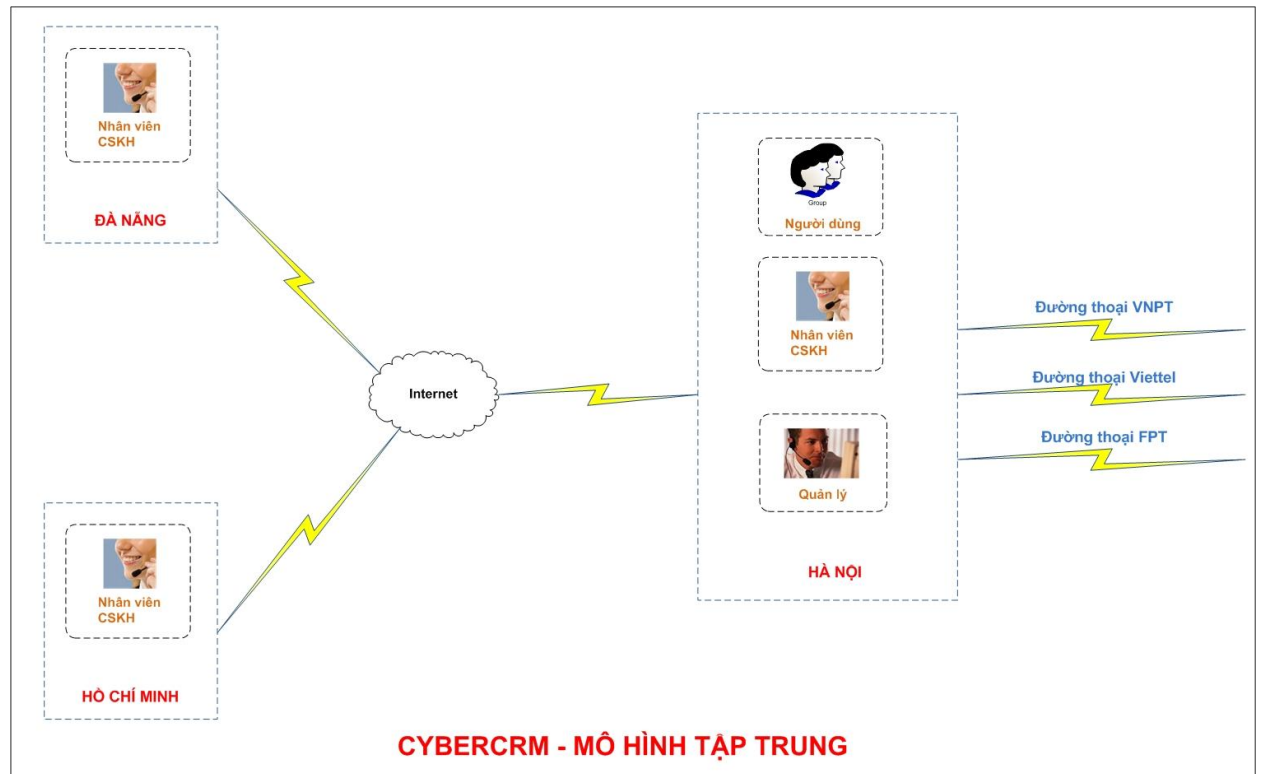 Nhân viên
CSKH
ĐÀ NẴNG
Group
Người dùng
Nhân viên
CSKH
Đường thoại VNPT
Internet
Đường thoại Viettel
Đường thoại FPT
Quản lý
HÀ NỘI
Nhân viên
CSKH
HỒ CHÍ MINH
CYBERCRM - MÔ HÌNH TẬP TRUNG